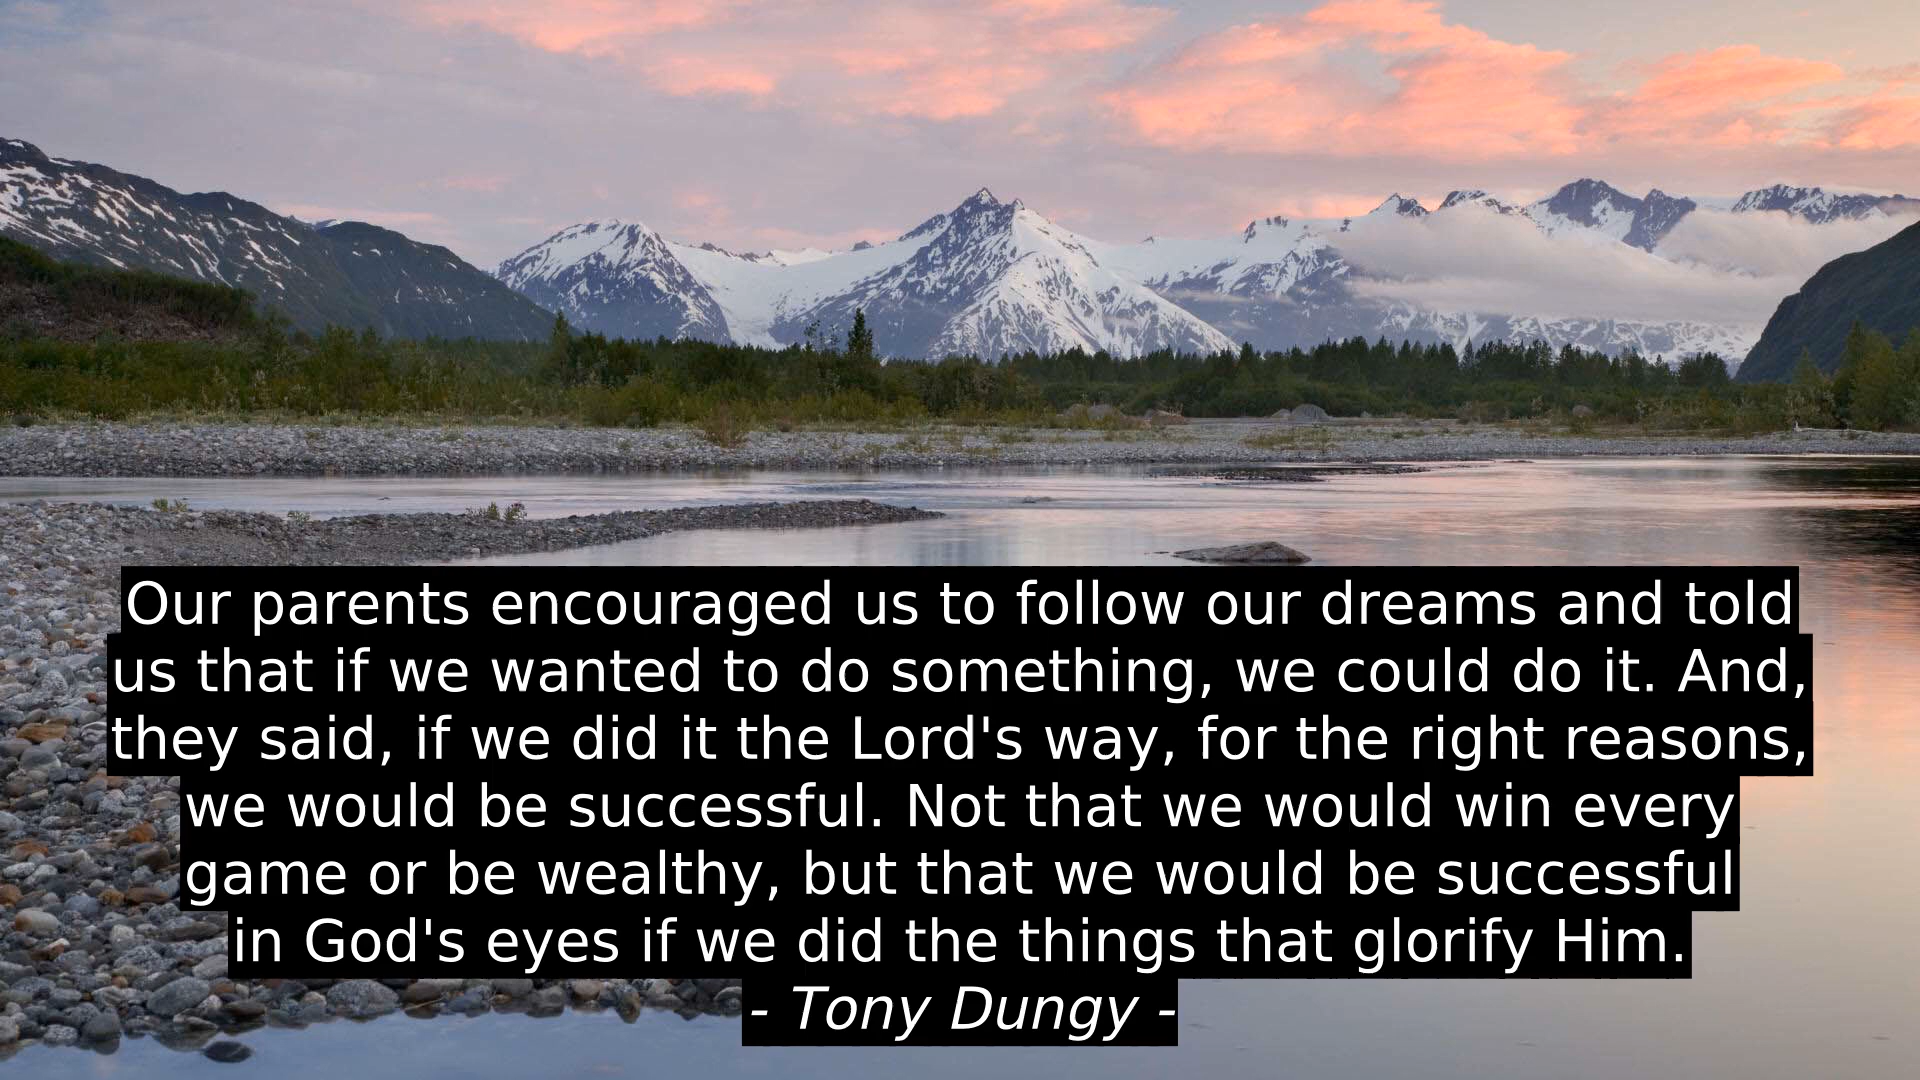 Our parents encouraged us to follow our dreams and told
us that if we wanted to do something, we could do it. And,
they said, if we did it the Lord's way, for the right reasons,
we would be successful. Not that we would win every
game or be wealthy, but that we would be successful
in God's eyes if we did the things that glorify Him.
- Tony Dungy -